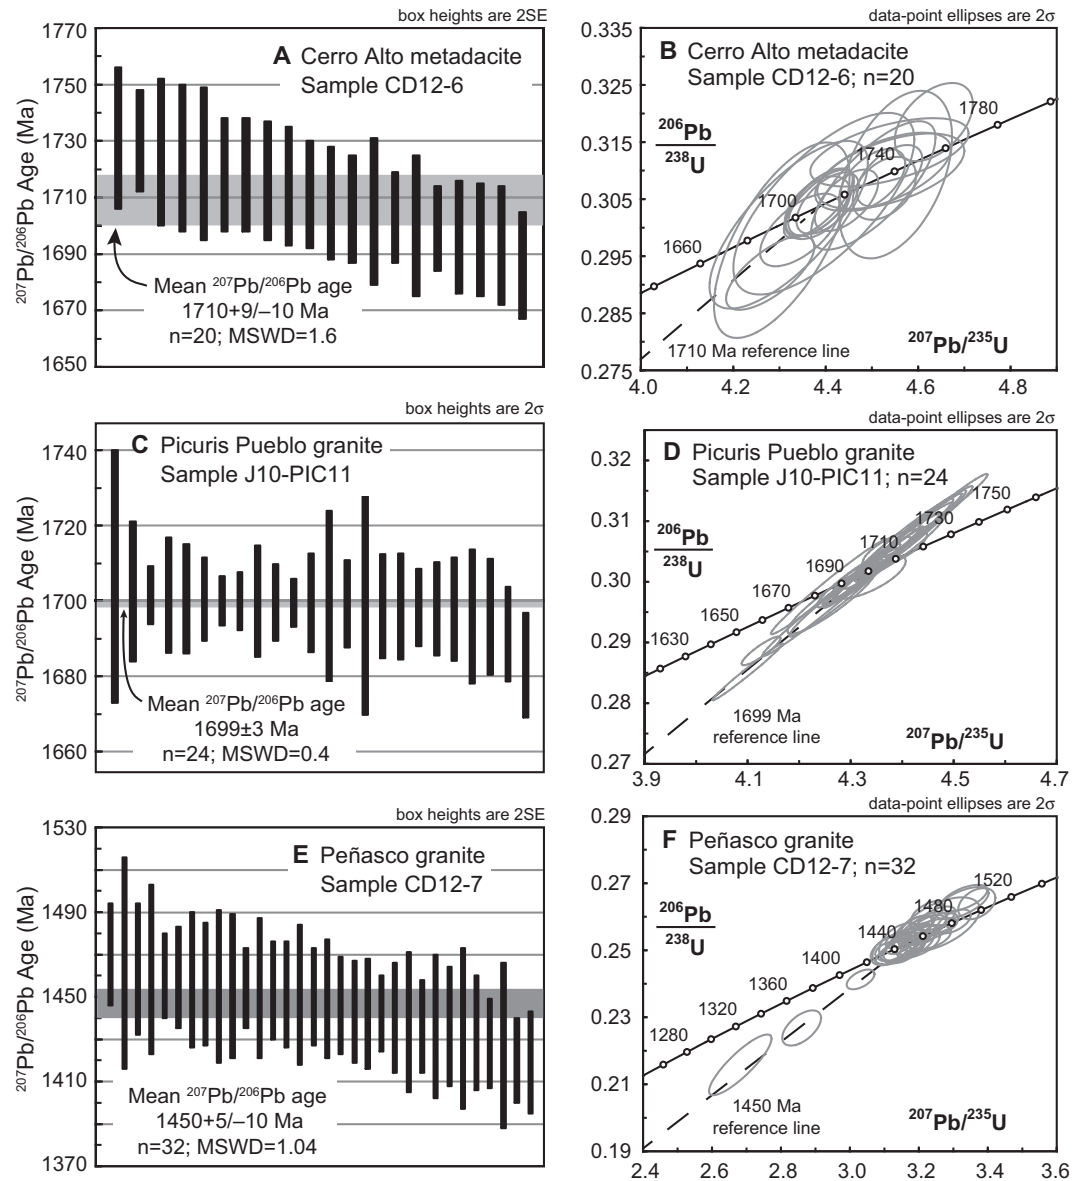 box heights are 2SE
1770
1750
1730
1710
1690
1670
1650
²⁰⁷Pb/²⁰⁶Pb Age (Ma)
A Cerro Alto metadacite
Sample CD12-6
Mean ²⁰⁷Pb/²⁰⁶Pb age
1710+9/–10 Ma
n=20; MSWD=1.6
data-point ellipses are 2σ
0.335
0.325
0.315
0.305
0.295
0.285
0.275
B Cerro Alto metadacite
Sample CD12-6; n=20
²⁰⁶Pb
²³⁸U
1780
1740
1700
1660
1710 Ma reference line
²⁰⁷Pb/²³⁵U
4.0 4.2 4.4 4.6 4.8
box heights are 2σ
1740
1720
1700
1680
1660
²⁰⁷Pb/²⁰⁶Pb Age (Ma)
C Picuris Pueblo granite
Sample J10-PIC11
Mean ²⁰⁷Pb/²⁰⁶Pb age
1699±3 Ma
n=24; MSWD=0.4
data-point ellipses are 2σ
0.32
0.31
0.30
0.29
0.28
0.27
D Picuris Pueblo granite
Sample J10-PIC11; n=24
²⁰⁶Pb
²³⁸U
1750
1730
1710
1690
1670
1650
1630
1699 Ma
reference line
²⁰⁷Pb/²³⁵U
3.9 4.1 4.3 4.5 4.7
box heights are 2SE
1530
1490
1450
1410
1370
²⁰⁷Pb/²⁰⁶Pb Age (Ma)
E Peñasco granite
Sample CD12-7
Mean ²⁰⁷Pb/²⁰⁶Pb age
1450+5/–10 Ma
n=32; MSWD=1.04
data-point ellipses are 2σ
0.29
0.27
0.25
0.23
0.21
0.19
F Peñasco granite
Sample CD12-7; n=32
²⁰⁶Pb
²³⁸U
1520
1480
1440
1400
1360
1320
1280
1450 Ma
reference line
²⁰⁷Pb/²³⁵U
2.4 2.6 2.8 3.0 3.2 3.4 3.6